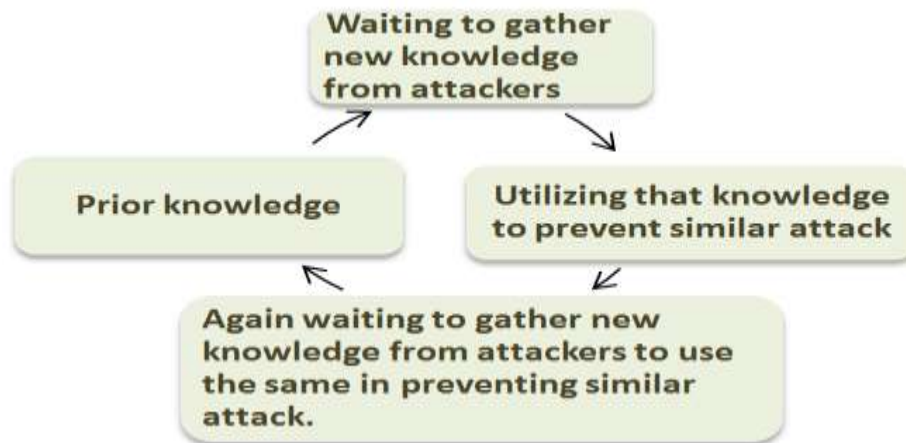 Waiting to gather
new knowledge
from attackers
Prior knowledge
Utilizing that knowledge
to prevent similar attack
Again waiting to gather new
knowledge from attackers to use
the same in preventing similar
attack.